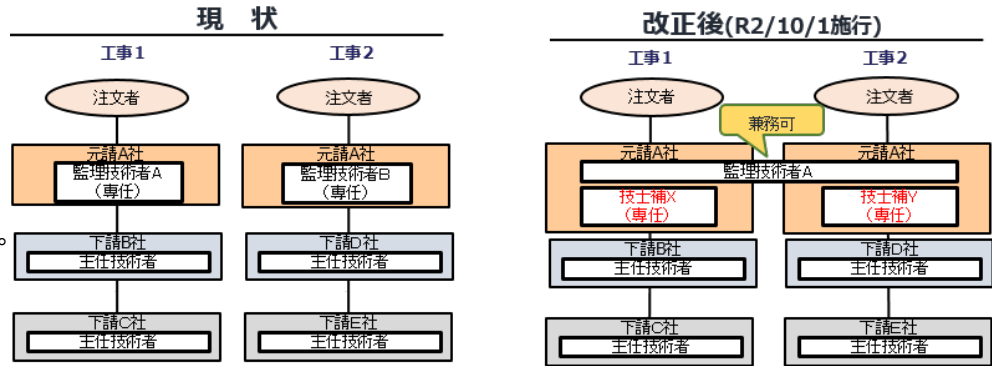 現　状
工事1
工事2
注文者
注文者
元請A社
監理技術者A
（専任）
元請A社
監理技術者B
（専任）
下請B社
主任技術者
下請D社
主任技術者
下請C社
主任技術者
下請E社
主任技術者
。
改正後(R2/10/1施行)
工事1
工事2
注文者
注文者
兼務可
元請A社
元請A社
監理技術者A
技士補X
（専任）
技士補Y
（専任）
下請B社
主任技術者
下請D社
主任技術者
下請C社
主任技術者
下請E社
主任技術者